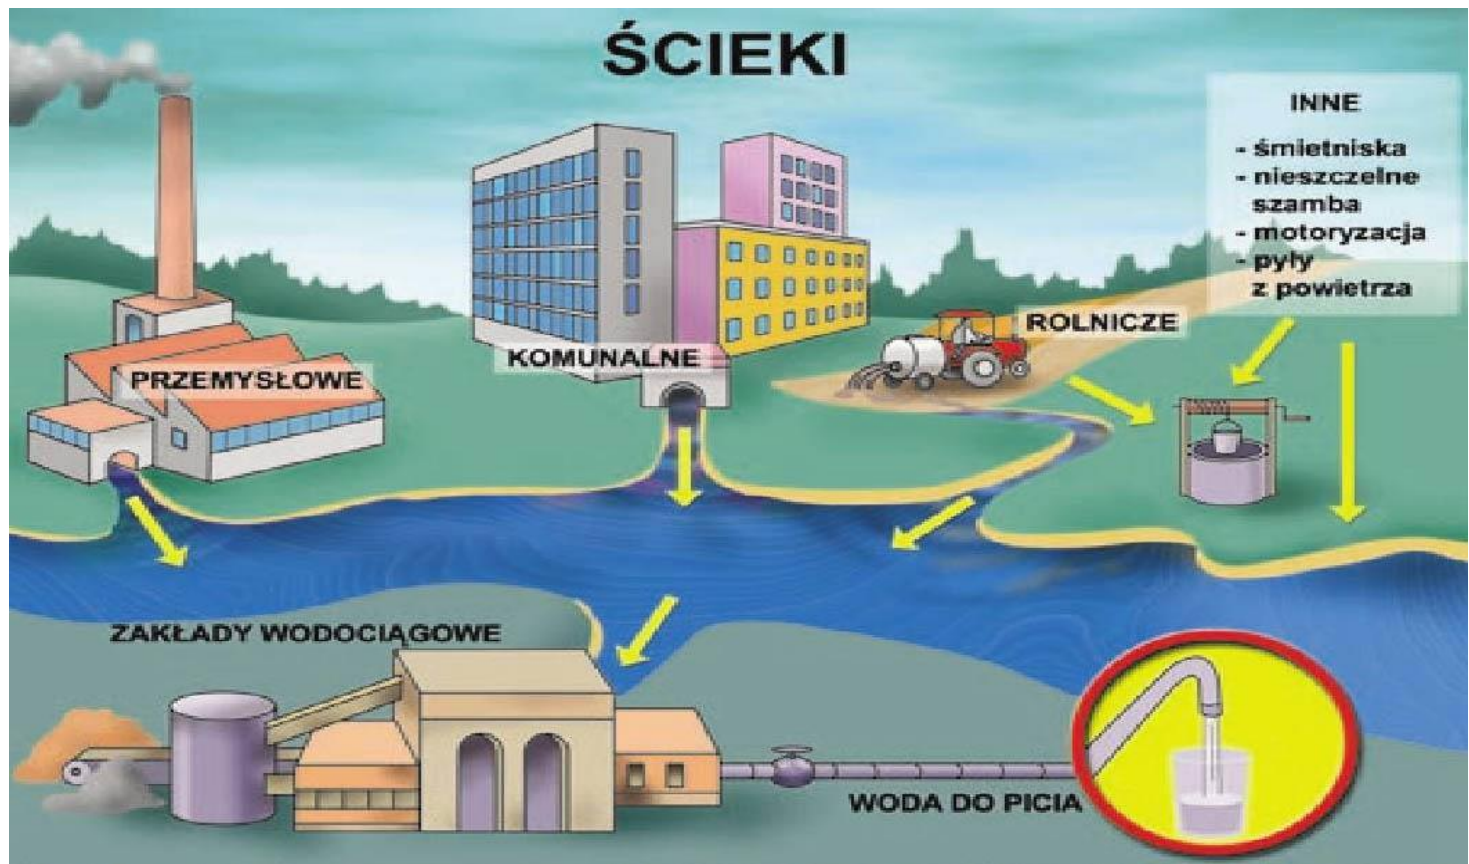 ŚCIEKI
INNE
- śmietniska
- nieszczelne
szamba
- motoryzacja
- pyły
z powietrza
ROLNICZE
KOMUNALNE
PRZEMYSŁOWE
ZAKŁADY WODOCIĄGOWE
WODA DO PICIA